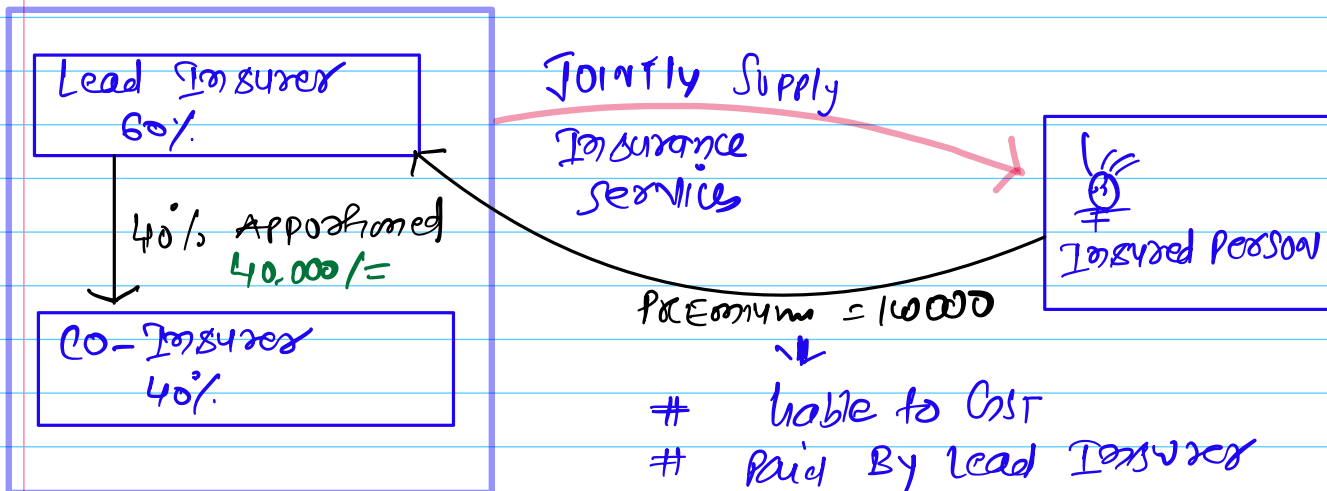 Lead Insurer
60%
40% Apportioned
40,000/=
CO-Insurer
40%
JOINTly Supply
Insurance
Services
Insured Person
PREmium = 100000
# liable to GST
# Paid By lead Insurer